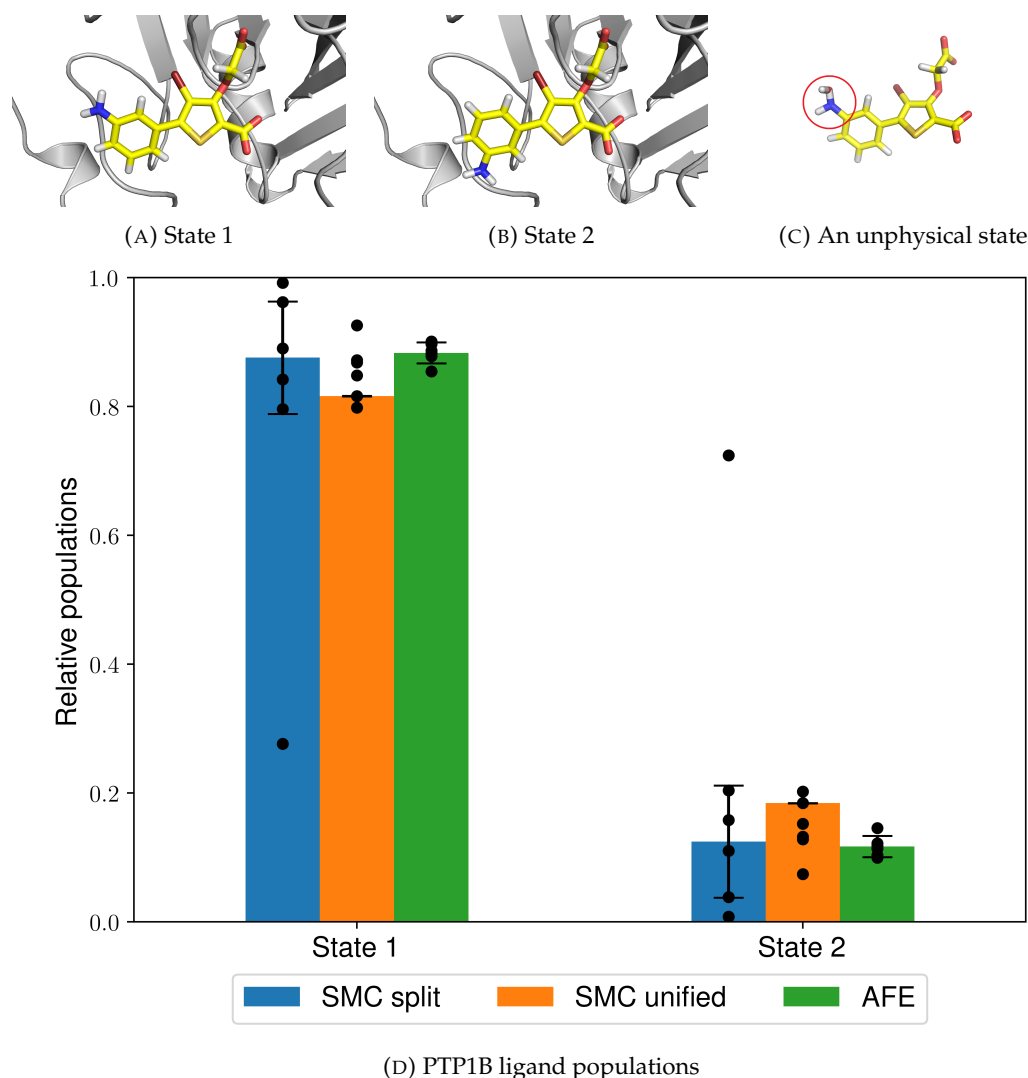 (A) State 1
(B) State 2
(C) An unphysical state
1.0
0.8
0.6
0.4
0.2
0.0
Relative populations
State 1
State 2
SMC split
SMC unified
AFE
(D) PTP1B ligand populations